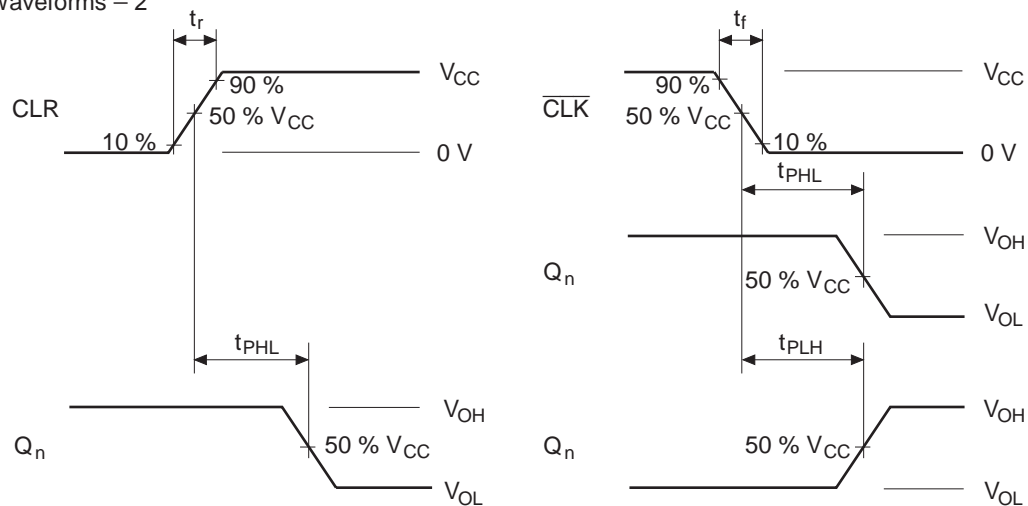 Waveforms – 2
tr
VCC
90 %
CLR
50 % VCC
10 %
0 V
tPHL
VOH
Qn
50 % VCC
VOL
tf
VCC
90 %
CLK
50 % VCC
10 %
0 V
tPHL
VOH
Qn
50 % VCC
VOL
tPLH
VOH
Qn
50 % VCC
VOL